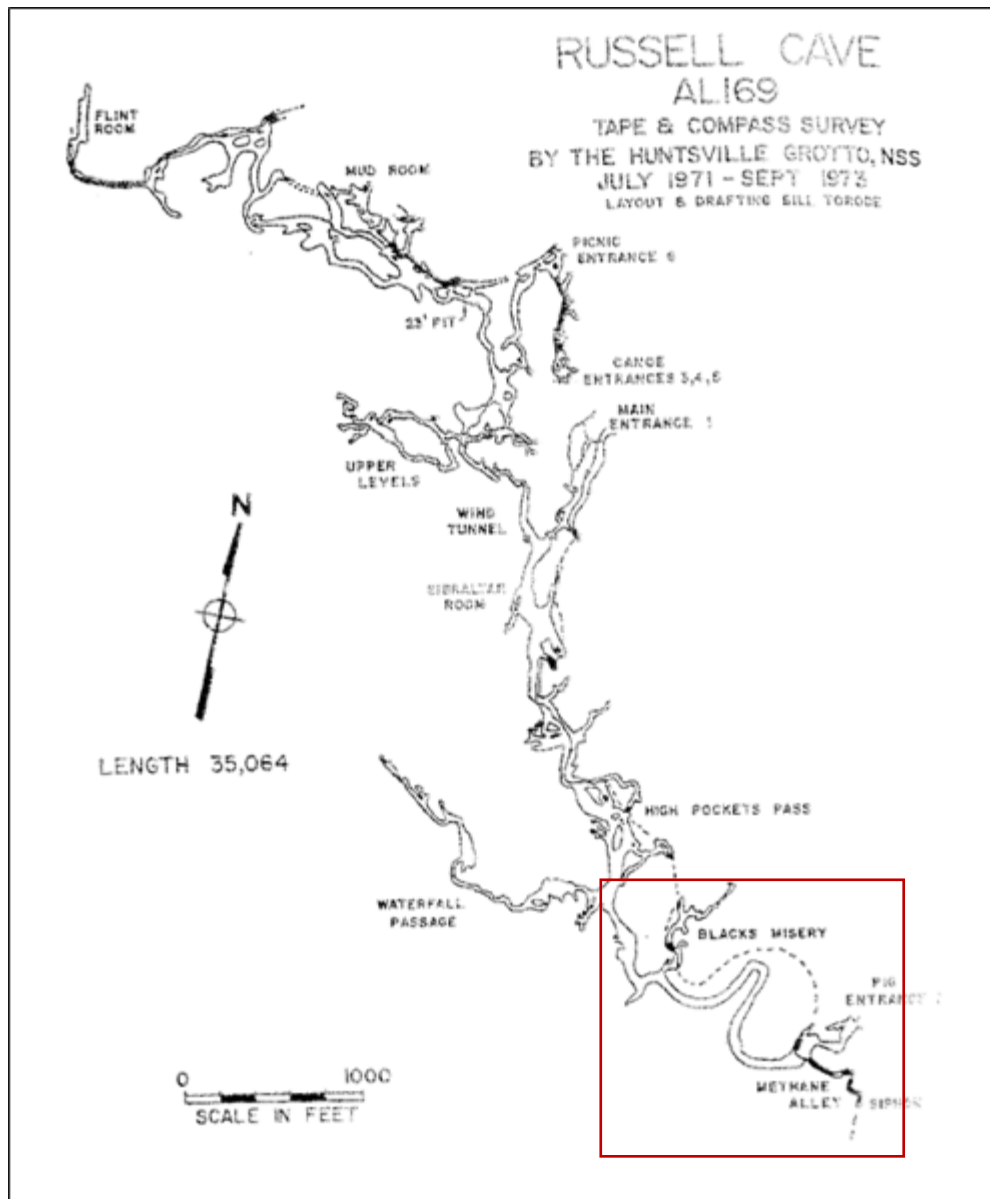 RUSSELL CAVE
AL169
TAPE & COMPASS SURVEY
BY THE HUNTSVILLE GROTTO, NSS
JULY 1971 - SEPT 1973
LAYOUT & DRAFTING BILL TORODE
FLINT
ROOM
MUD ROOM
PICNIC
ENTRANCE 6
23' PIT
CANOE
ENTRANCES 3,4,5
MAIN
ENTRANCE 1
UPPER
LEVELS
WIND
TUNNEL
N
GIBRALTAR
ROOM
LENGTH 35,064
HIGH POCKETS PASS
WATERFALL
PASSAGE
BLACKS MISERY
PIG
ENTRANCE
METHANE
ALLEY
SIPHON
0 1000
SCALE IN FEET